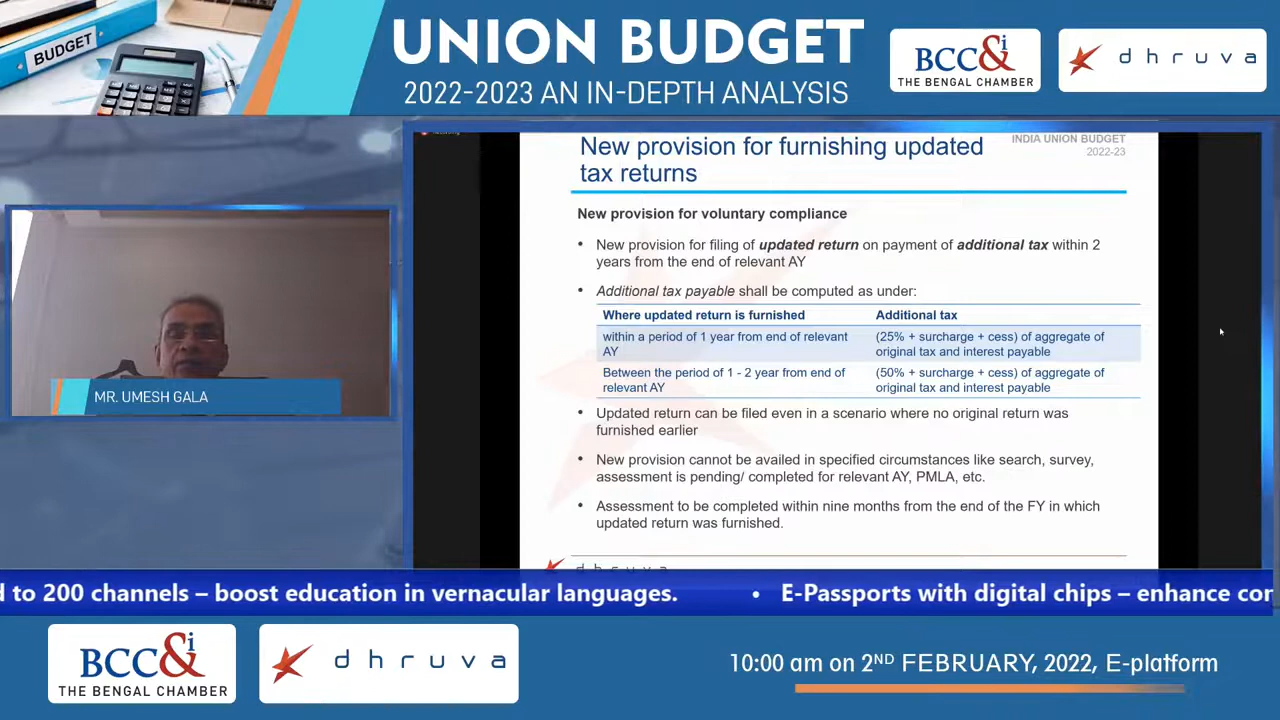 BUDGET
UNION BUDGET
2022-2023 AN IN-DEPTH ANALYSIS
BCC&i
THE BENGAL CHAMBER
dhruva
INDIA UNION BUDGET
2022-23
New provision for furnishing updated
tax returns
New provision for voluntary compliance
• New provision for filing of updated return on payment of additional tax within 2
years from the end of relevant AY
• Additional tax payable shall be computed as under:
Where updated return is furnished Additional tax
within a period of 1 year from end of relevant
AY
(25% + surcharge + cess) of aggregate of
original tax and interest payable
Between the period of 1 - 2 year from end of
relevant AY
(50% + surcharge + cess) of aggregate of
original tax and interest payable
• Updated return can be filed even in a scenario where no original return was
furnished earlier
• New provision cannot be availed in specified circumstances like search, survey,
assessment is pending/ completed for relevant AY, PMLA, etc.
• Assessment to be completed within nine months from the end of the FY in which
updated return was furnished.
dhruva
MR. UMESH GALA
to 200 channels – boost education in vernacular languages. • E-Passports with digital chips – enhance
BCC&i
THE BENGAL CHAMBER
dhruva
10:00 am on 2ND FEBRUARY, 2022, E-platform